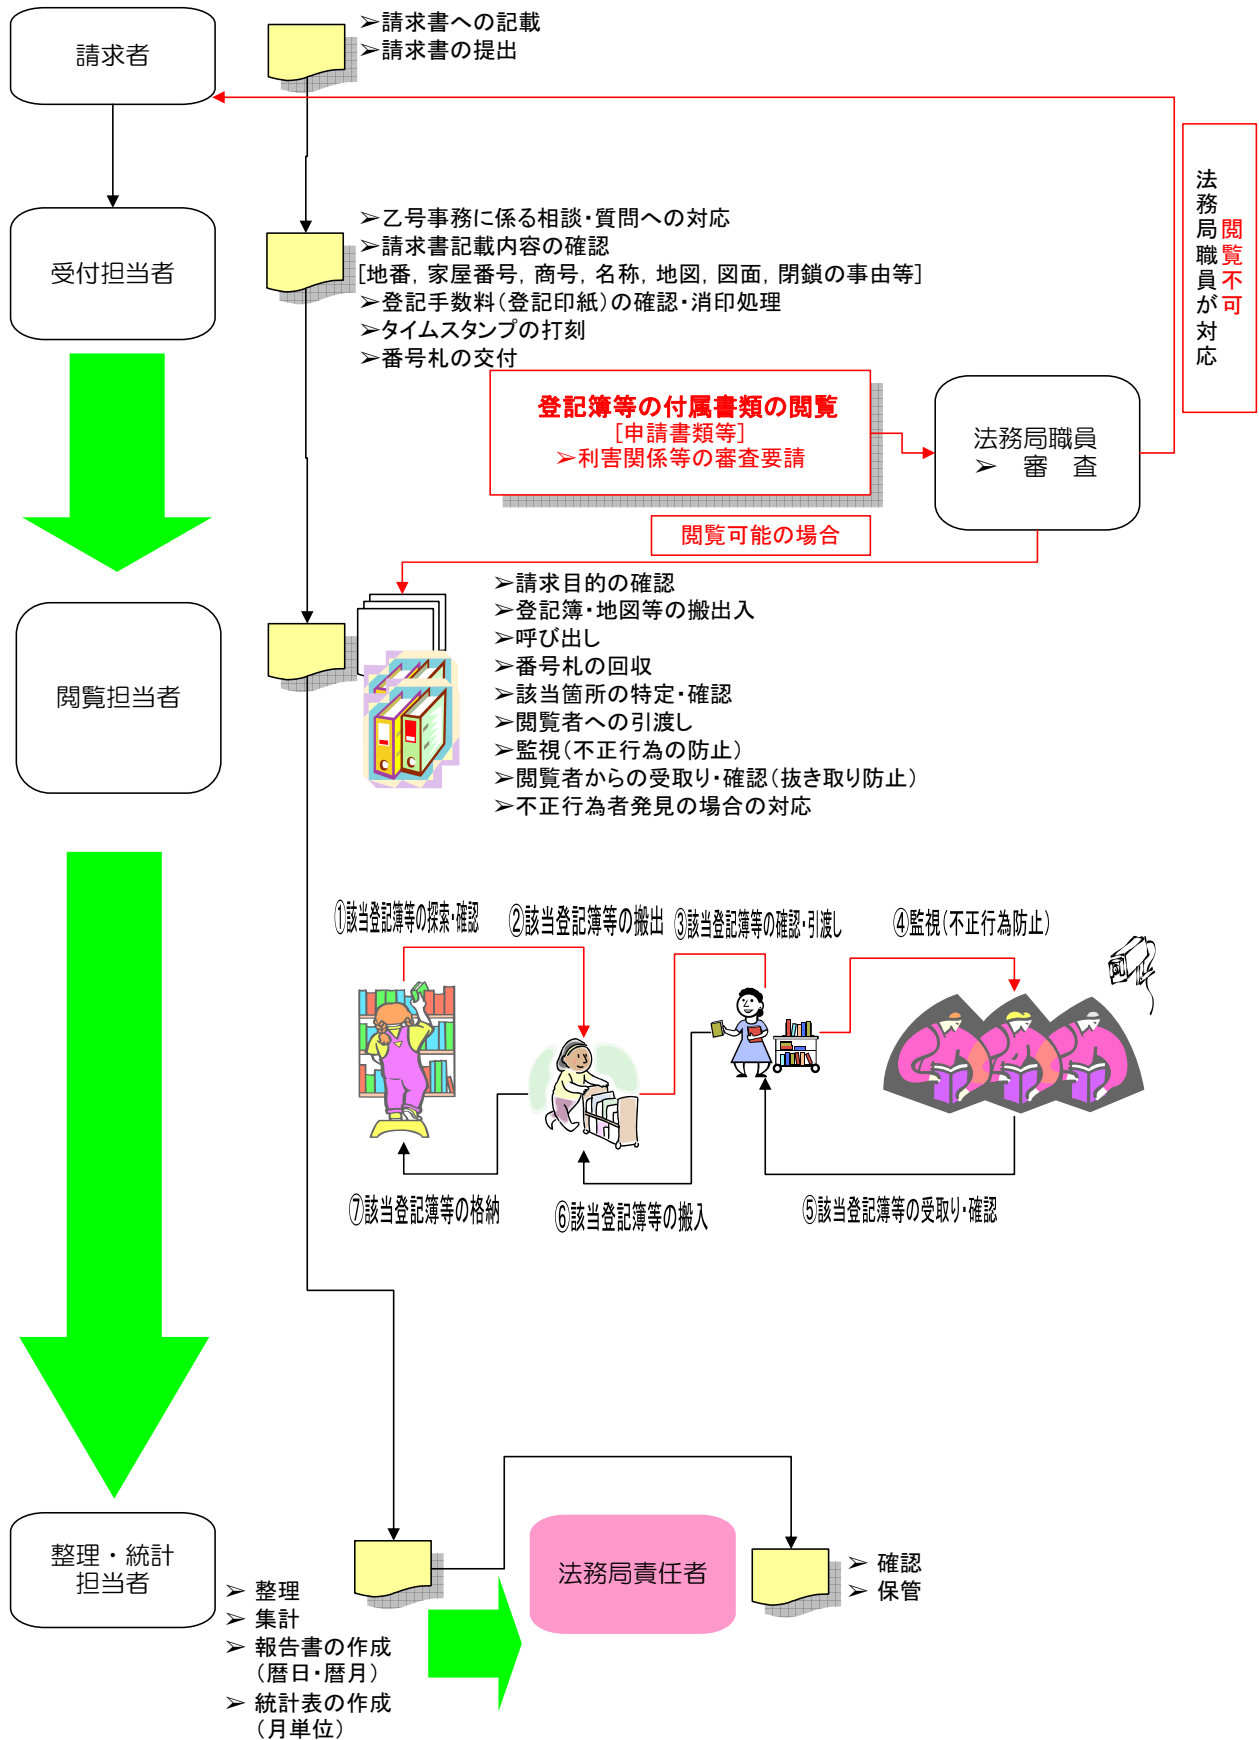 請求者
➢請求書への記載
➢請求書の提出
受付担当者
➢乙号事務に係る相談・質問への対応
➢請求書記載内容の確認
[地番，家屋番号，商号，名称，地図，図面，閉鎖の事由等]
➢登記手数料（登記印紙）の確認・消印処理
➢タイムスタンプの打刻
➢番号札の交付
閲覧不可
法務局職員が対応
登記簿等の付属書類の閲覧
[申請書類等]
➢利害関係等の審査要請
法務局職員
➢ 審 査
閲覧可能の場合
閲覧担当者
➢請求目的の確認
➢登記簿・地図等の搬出入
➢呼び出し
➢番号札の回収
➢該当箇所の特定・確認
➢閲覧者への引渡し
➢監視（不正行為の防止）
➢閲覧者からの受取り・確認（抜き取り防止）
➢不正行為者発見の場合の対応
①該当登記簿等の探索・確認
②該当登記簿等の搬出
③該当登記簿等の確認・引渡し
④監視（不正行為防止）
⑦該当登記簿等の格納
⑥該当登記簿等の搬入
⑤該当登記簿等の受取り・確認
整理・統計
担当者
➢ 整理
➢ 集計
➢ 報告書の作成
（暦日・暦月）
➢ 統計表の作成
（月単位）
法務局責任者
➢ 確認
➢ 保管